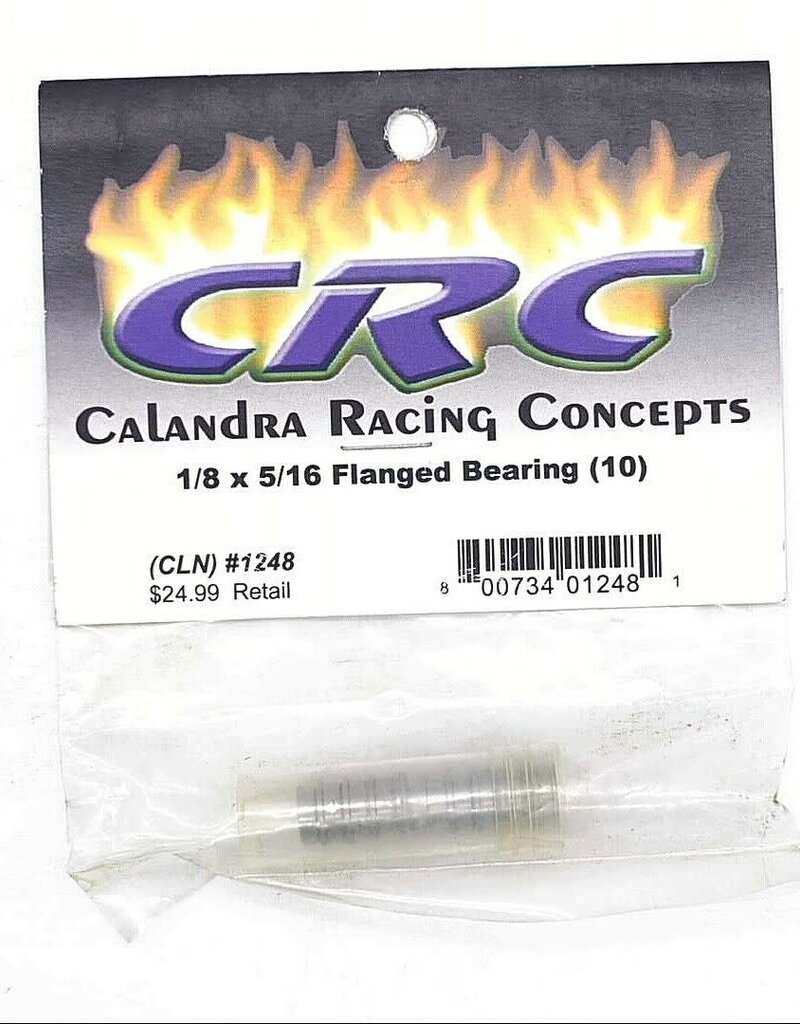 CRC
Calandra Racing Concepts
1/8 x 5/16 Flanged Bearing (10)
(CLN) #1248
$24.99 Retail
8 00734 01248 1